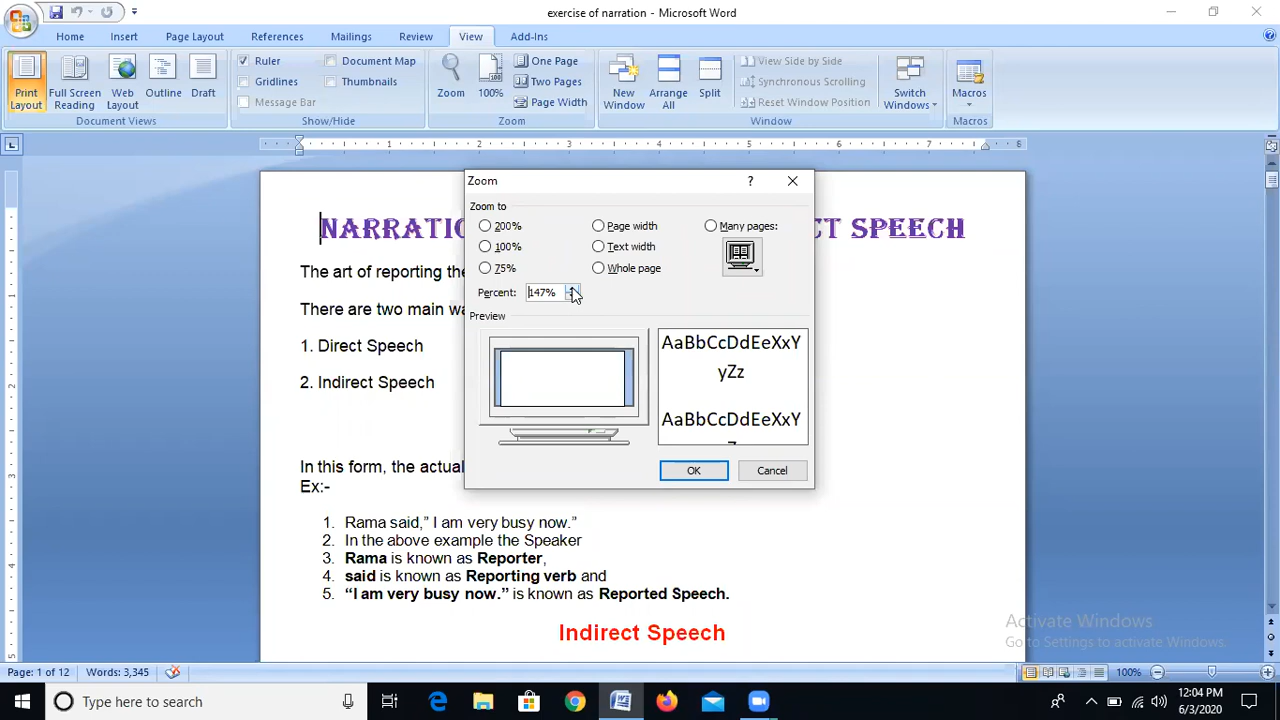 exercise of narration - Microsoft Word
Home Insert Page Layout References Mailings Review View Add-Ins
Print Layout
Full Screen Reading
Web Layout
Outline
Draft
Document Views
Ruler
Gridlines
Message Bar
Document Map
Thumbnails
Show/Hide
Zoom
100%
One Page
Two Pages
Page Width
Zoom
New Window
Arrange All
Split
View Side by Side
Synchronous Scrolling
Reset Window Position
Window
Switch Windows
Macros
Macros
2 3 4 5 6 7 8
Zoom
Zoom to
200%
100%
75%
Page width
Text width
Whole page
Many pages:
Percent: 147%
Preview
AaBbCcDdEeXxY
yZz
AaBbCcDdEeXxY
OK
Cancel
CT SPEECH
The art of reporting the
There are two main
1. Direct Speech
2. Indirect Speech
In this form, the actual
Ex:-
1. Rama said,” I am very busy now.”
2. In the above example the Speaker
3. Rama is known as Reporter,
4. said is known as Reporting verb and
5. “I am very busy now.” is known as Reported Speech.
Indirect Speech
Activate Windows
Go to Settings to activate Windows.
Page: 1 of 12 Words: 3,345
100%
Type here to search
12:04 PM
6/3/2020